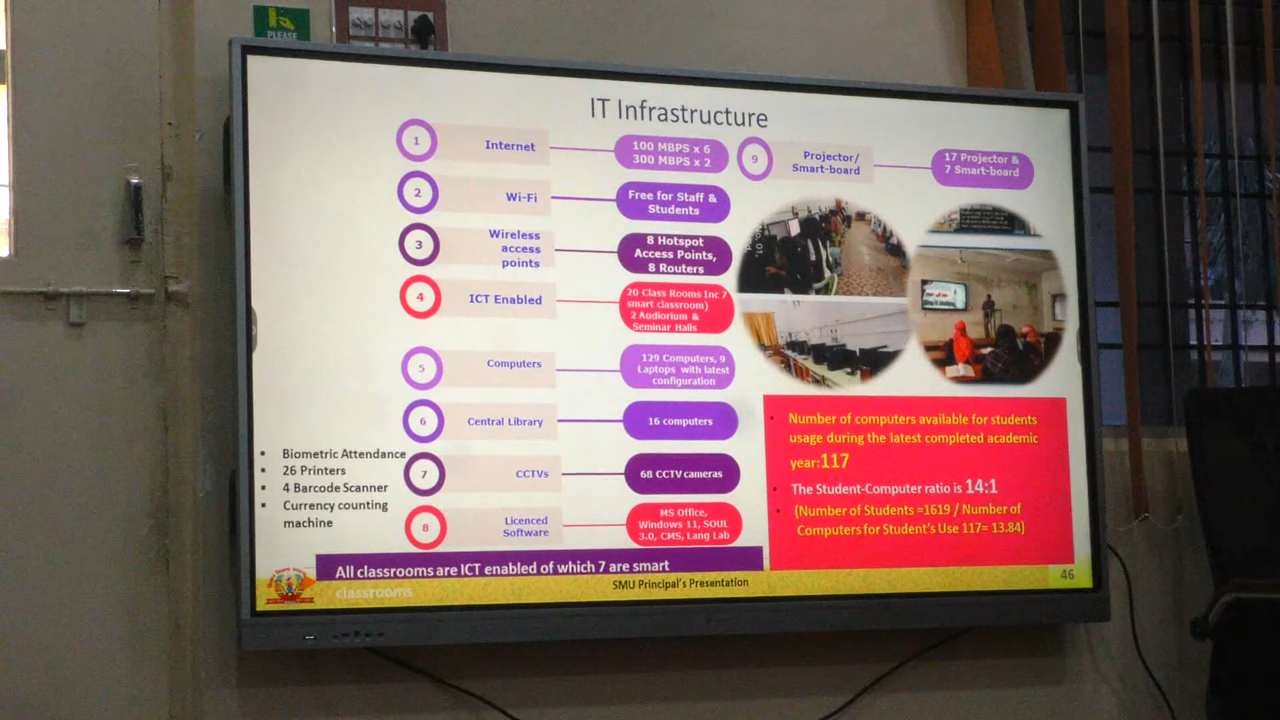 PLEASE
IT Infrastructure
1
Internet
100 MBPS x 6
300 MBPS x 2
2
Wi-Fi
Free for Staff &
Students
3
Wireless
access
points
8 Hotspot
Access Points,
8 Routers
4
ICT Enabled
20 Class Rooms Inc 7
smart classroom)
2 Audiorium &
Seminar Halls
5
Computers
129 Computers, 9
Laptops with latest
configuration
6
Central Library
16 computers
7
CCTVs
68 CCTV cameras
8
Licenced
Software
MS Office,
Windows 11, SOUL
3.0, CMS, Lang Lab
9
Projector/
Smart-board
17 Projector &
7 Smart-board
▪ Biometric Attendance
▪ 26 Printers
▪ 4 Barcode Scanner
▪ Currency counting
machine
• Number of computers available for students
usage during the latest completed academic
year:117
• The Student-Computer ratio is 14:1
• (Number of Students =1619 / Number of
Computers for Student's Use 117= 13.84)
All classrooms are ICT enabled of which 7 are smart
classrooms
SMU Principal's Presentation
46